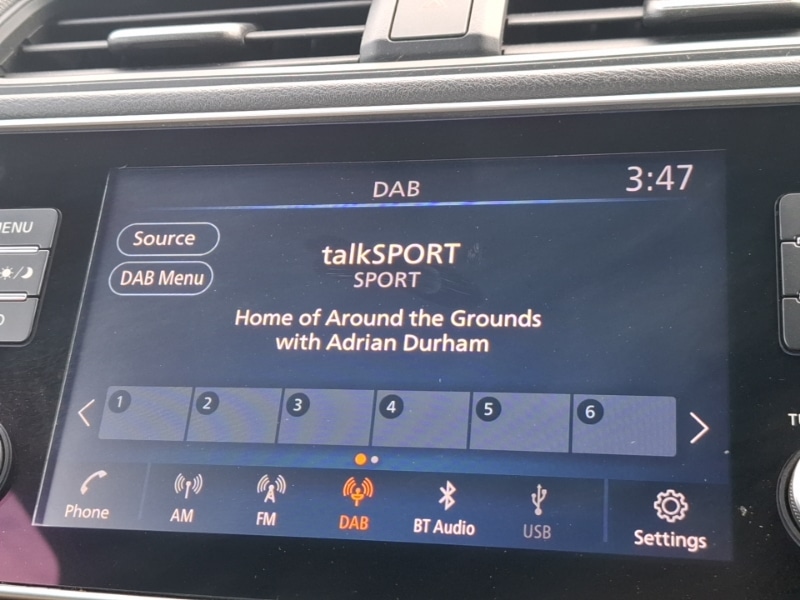 DAB 3:47
MENU
Source
DAB Menu
talkSPORT
SPORT
Home of Around the Grounds
with Adrian Durham
1 2 3 4 5 6
Phone AM FM DAB BT Audio USB Settings